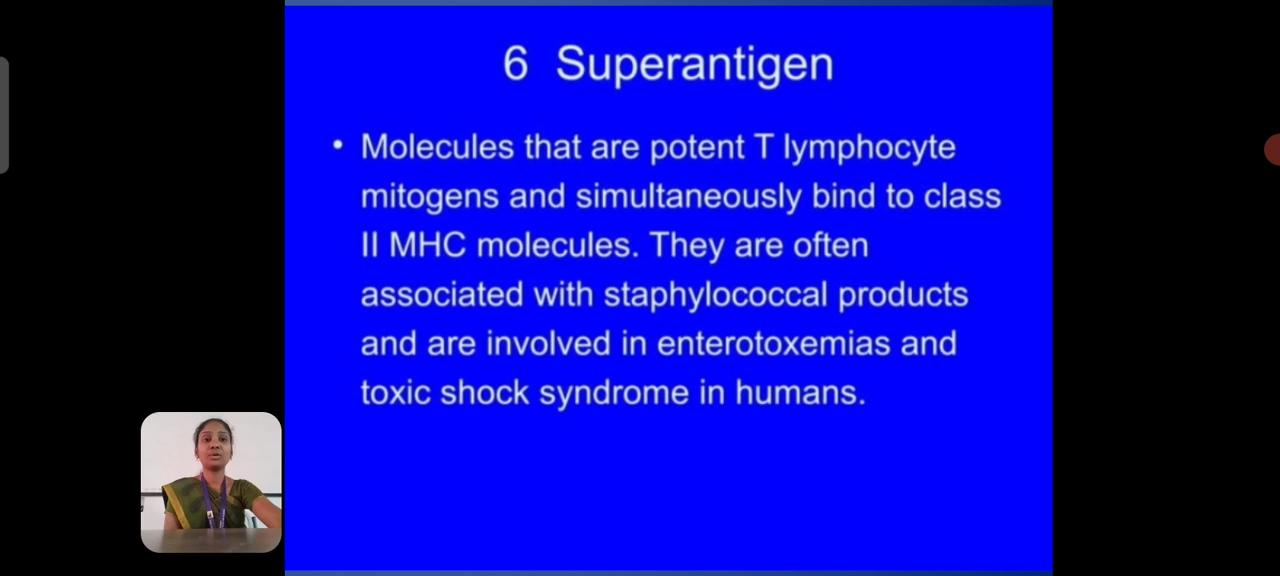 6 Superantigen
• Molecules that are potent T lymphocyte
mitogens and simultaneously bind to class
II MHC molecules. They are often
associated with staphylococcal products
and are involved in enterotoxemias and
toxic shock syndrome in humans.